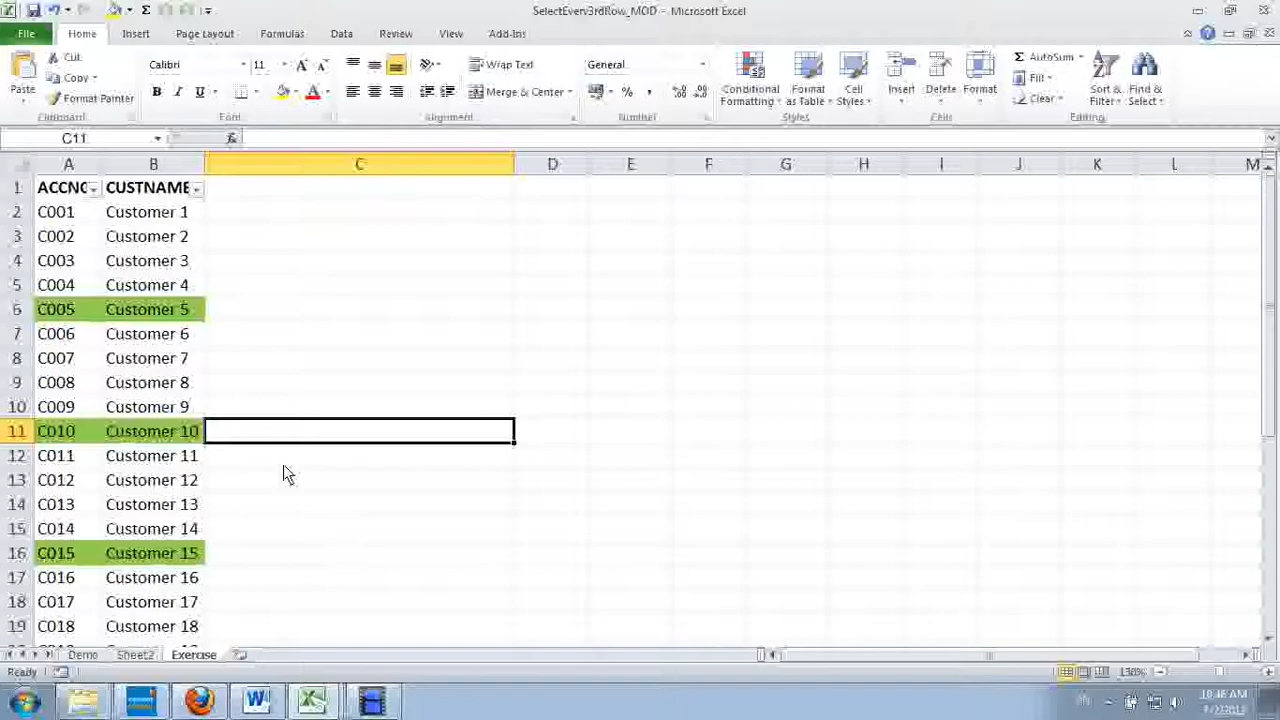 SelectEvery3rdRow_MOD - Microsoft Excel
File Home Insert Page Layout Formulas Data Review View Add-Ins
Cut
Copy
Format Painter
Paste
Clipboard
Calibri 11
B I U A
Font
Wrap Text
Merge & Center
Alignment
General
%
Number
Conditional Formatting
Format as Table
Cell Styles
Styles
Insert Delete Format
Cells
Σ AutoSum
Fill
Clear
Sort & Filter
Find & Select
Editing
C11 fx
A B C D E F G H I J K L M
1 ACCNO CUSTNAME
2 C001 Customer 1
3 C002 Customer 2
4 C003 Customer 3
5 C004 Customer 4
6 C005 Customer 5
7 C006 Customer 6
8 C007 Customer 7
9 C008 Customer 8
10 C009 Customer 9
11 C010 Customer 10
12 C011 Customer 11
13 C012 Customer 12
14 C013 Customer 13
15 C014 Customer 14
16 C015 Customer 15
17 C016 Customer 16
18 C017 Customer 17
19 C018 Customer 18
Demo Sheet2 Exercise
Ready 130%
10:46 AM